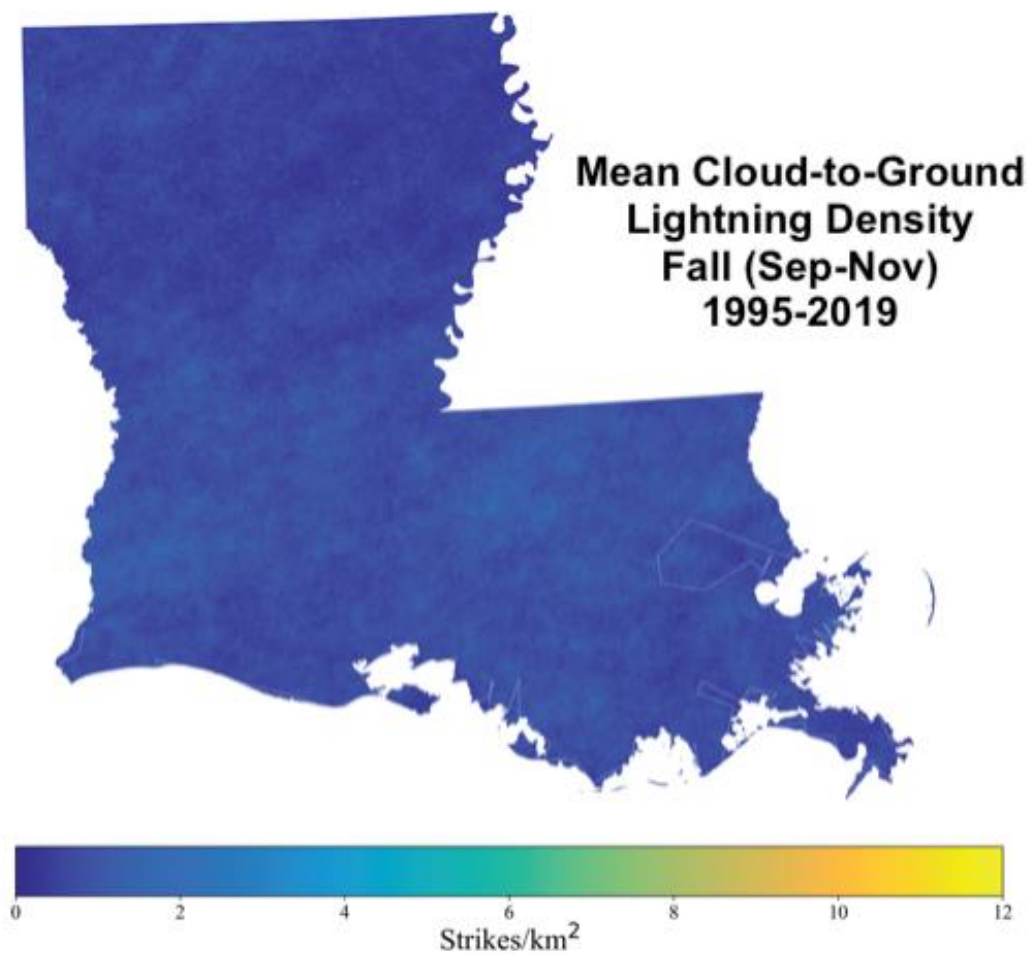 Mean Cloud-to-Ground
Lightning Density
Fall (Sep-Nov)
1995-2019
0 2 4 6 8 10 12
Strikes/km²